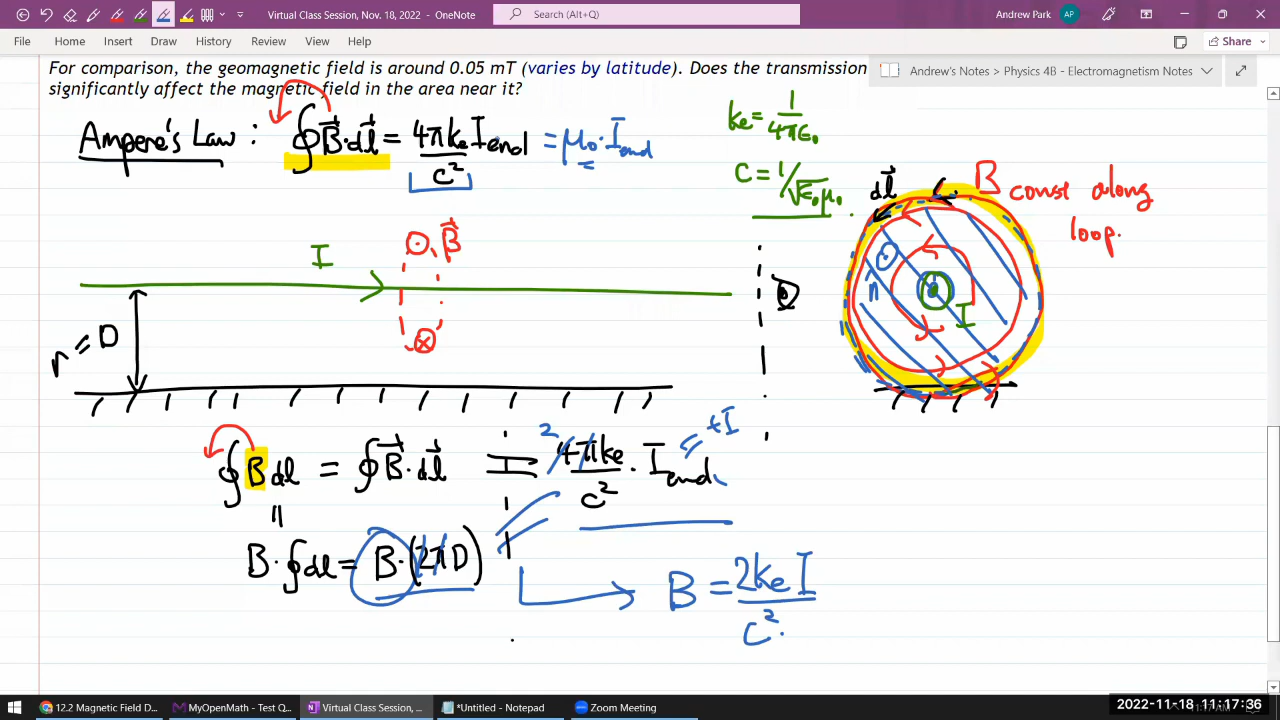 Virtual Class Session, Nov. 18, 2022 - OneNote
Search (Alt+Q)
Andrew Park
AP
File Home Insert Draw History Review View Help
Share
For comparison, the geomagnetic field is around 0.05 mT (varies by latitude). Does the transmission
significantly affect the magnetic field in the area near it?
Andrew's Notes - Physics 4B - Electromagnetism Notes
Ampere's Law : ∮B⃗·dl⃗ = 4πke/c² Iencl = μ₀·Iencl
ke = 1/4πε₀
c = 1/√ε₀μ₀
dl⃗
B const along
loop.
I
⊙, B⃗
⊗
r = D
D
r
I
∮B dl = ∮B⃗·dl⃗ = 4πke/c² · Iencl
2
+I
=
B·∮dl = B·(2πD)
B = 2ke I/c²·
12.2 Magnetic Field D...
MyOpenMath - Test Q...
Virtual Class Session, ...
*Untitled - Notepad
Zoom Meeting
2022-11-18 11:17:36